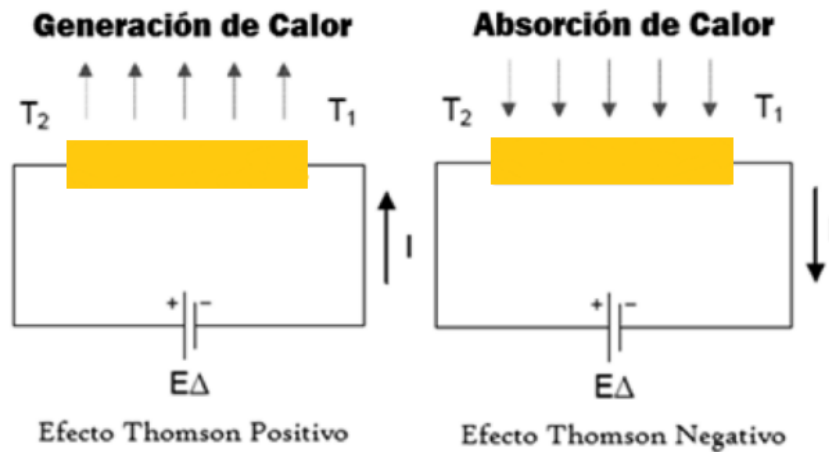 Generación de Calor
T2
T1
I
+ −
EΔ
Efecto Thomson Positivo
Absorción de Calor
T2
T1
+ −
EΔ
Efecto Thomson Negativo